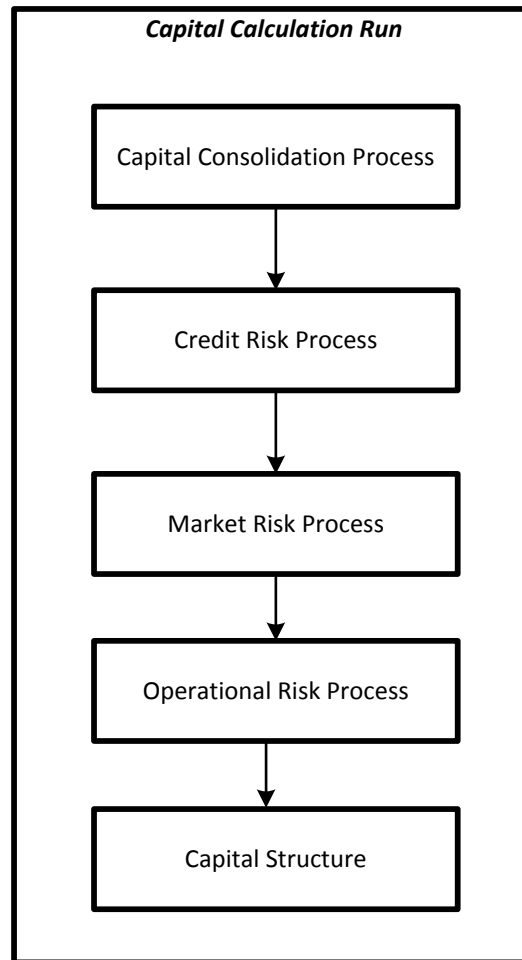 Capital Calculation Run
Capital Consolidation Process
Credit Risk Process
Market Risk Process
Operational Risk Process
Capital Structure